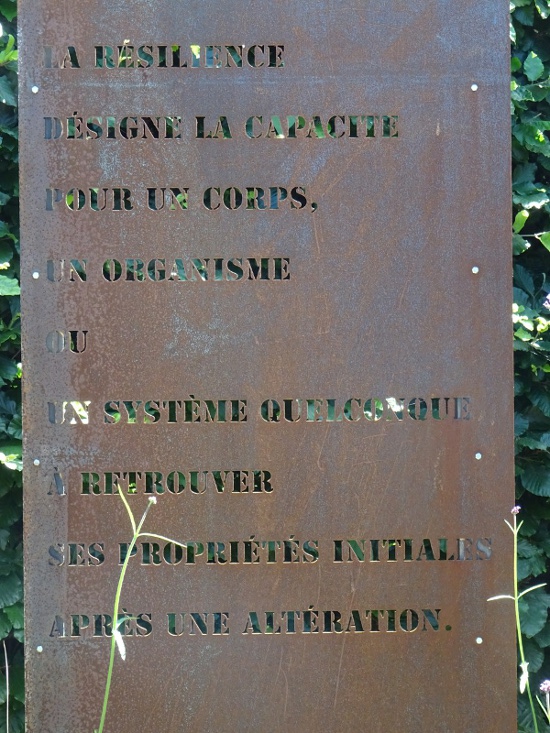 LA RÉSILIENCE
DÉSIGNE LA CAPACITE
POUR UN CORPS,
UN ORGANISME
OU
UN SYSTÈME QUELCONQUE
À RETROUVER
SES PROPRIÉTÉS INITIALES
APRÈS UNE ALTÉRATION.